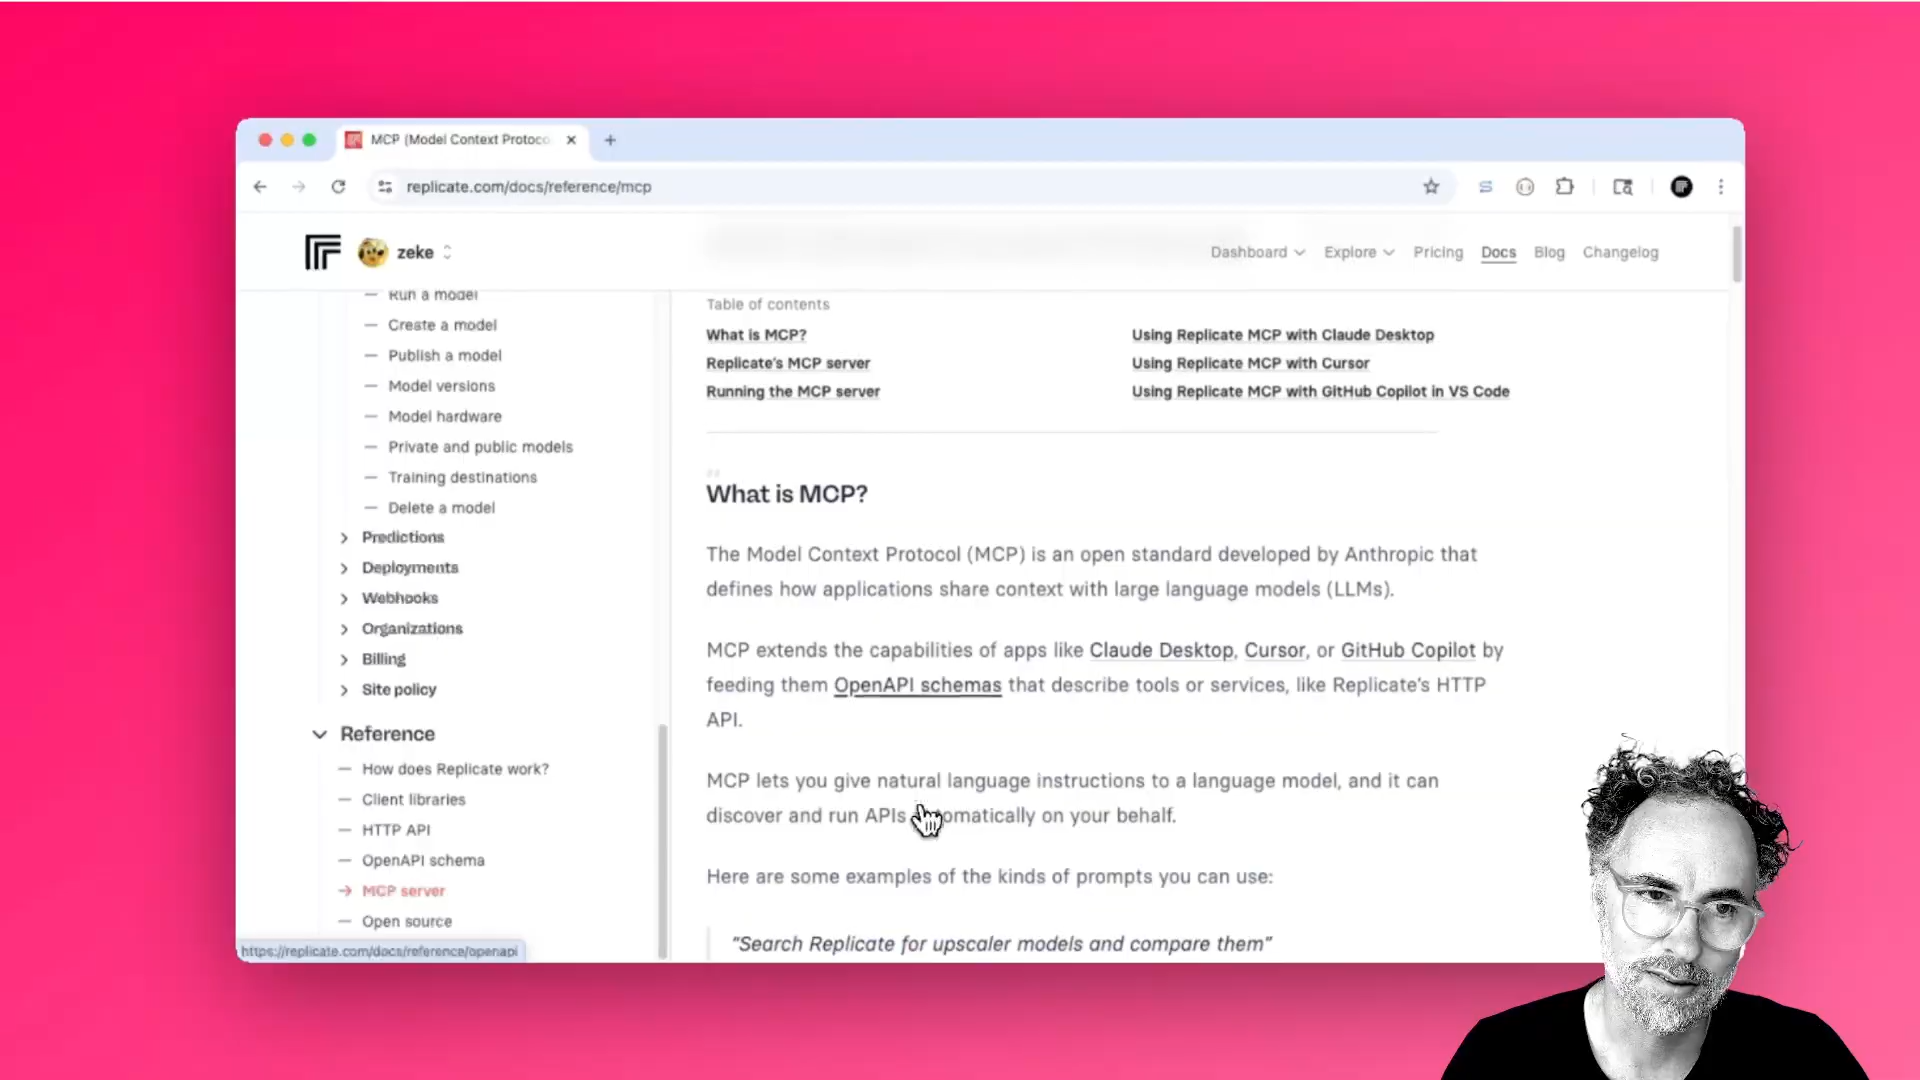 MCP (Model Context Protoco
replicate.com/docs/reference/mcp
zeke
Dashboard
Explore
Pricing
Docs
Blog
Changelog
Run a model
Create a model
Publish a model
Model versions
Model hardware
Private and public models
Training destinations
Delete a model
Predictions
Deployments
Webhooks
Organizations
Billing
Site policy
Reference
How does Replicate work?
Client libraries
HTTP API
OpenAPI schema
MCP server
Open source
https://replicate.com/docs/reference/openapi
Table of contents
What is MCP?
Replicate's MCP server
Running the MCP server
Using Replicate MCP with Claude Desktop
Using Replicate MCP with Cursor
Using Replicate MCP with GitHub Copilot in VS Code
What is MCP?
The Model Context Protocol (MCP) is an open standard developed by Anthropic that
defines how applications share context with large language models (LLMs).
MCP extends the capabilities of apps like Claude Desktop, Cursor, or GitHub Copilot by
feeding them OpenAPI schemas that describe tools or services, like Replicate's HTTP
API.
MCP lets you give natural language instructions to a language model, and it can
discover and run APIs automatically on your behalf.
Here are some examples of the kinds of prompts you can use:
"Search Replicate for upscaler models and compare them"